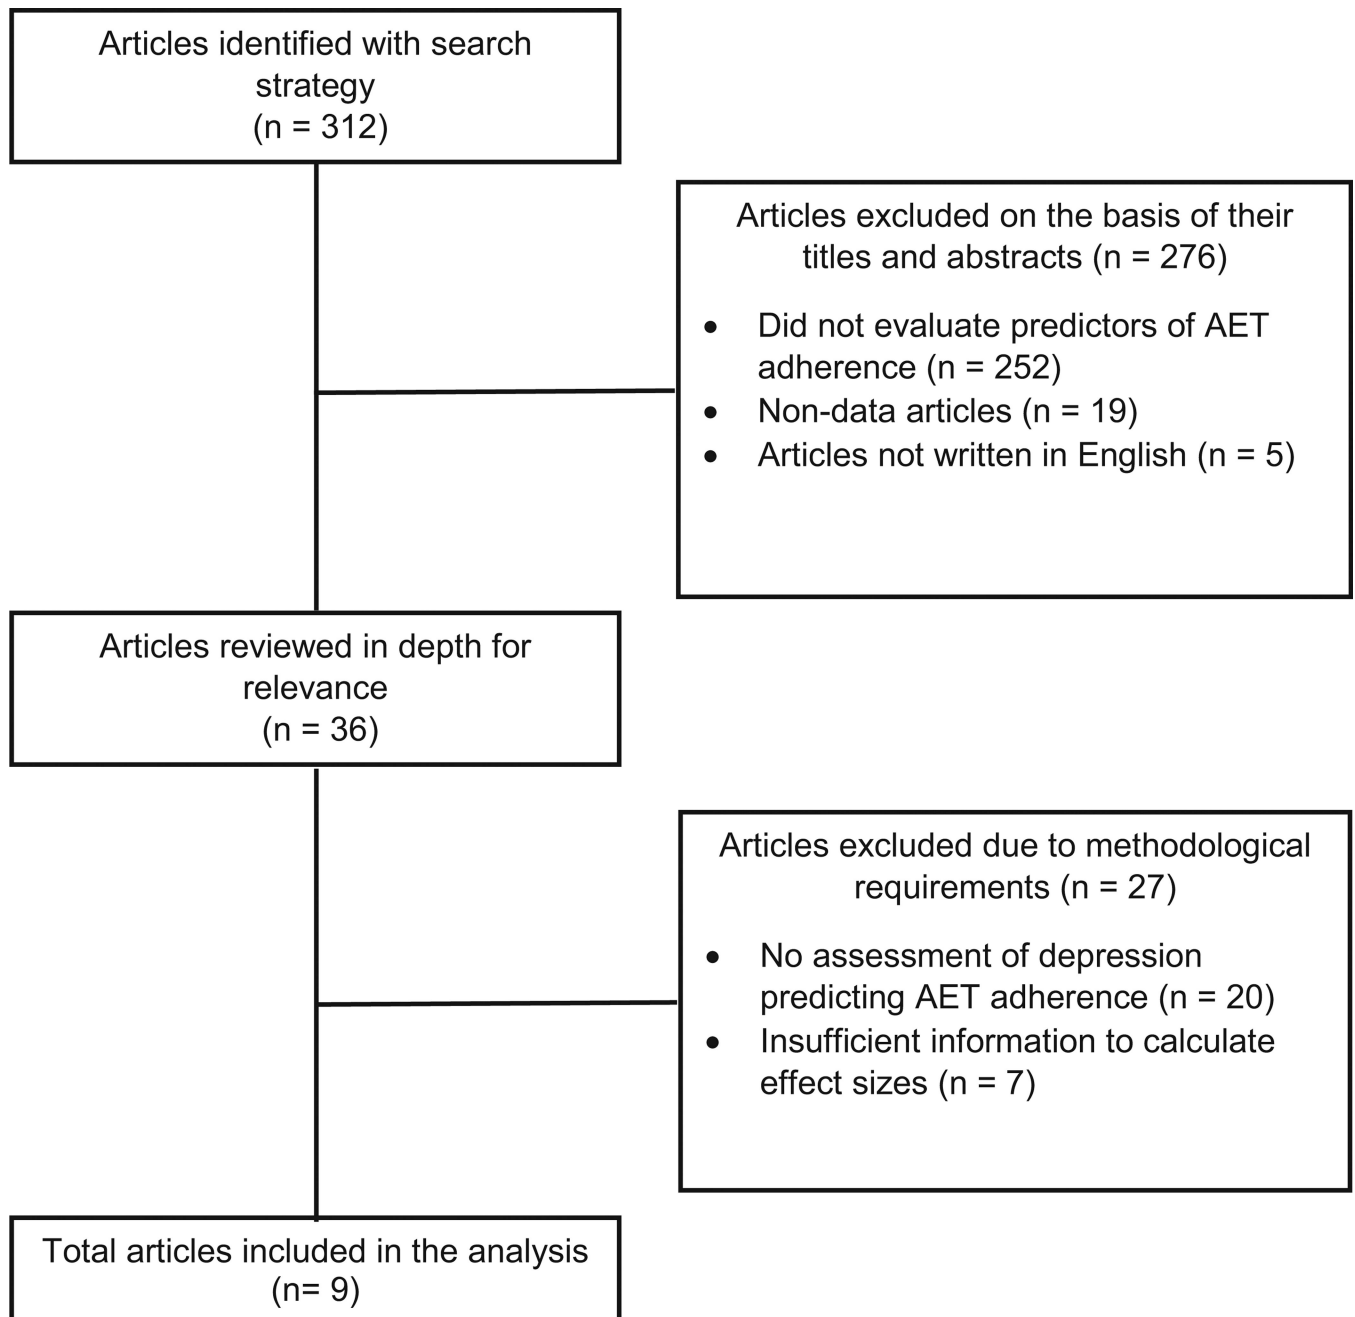 Articles identified with search
strategy
(n = 312)
Articles excluded on the basis of their
titles and abstracts (n = 276)
• Did not evaluate predictors of AET
adherence (n = 252)
• Non-data articles (n = 19)
• Articles not written in English (n = 5)
Articles reviewed in depth for
relevance
(n = 36)
Articles excluded due to methodological
requirements (n = 27)
• No assessment of depression
predicting AET adherence (n = 20)
• Insufficient information to calculate
effect sizes (n = 7)
Total articles included in the analysis
(n= 9)